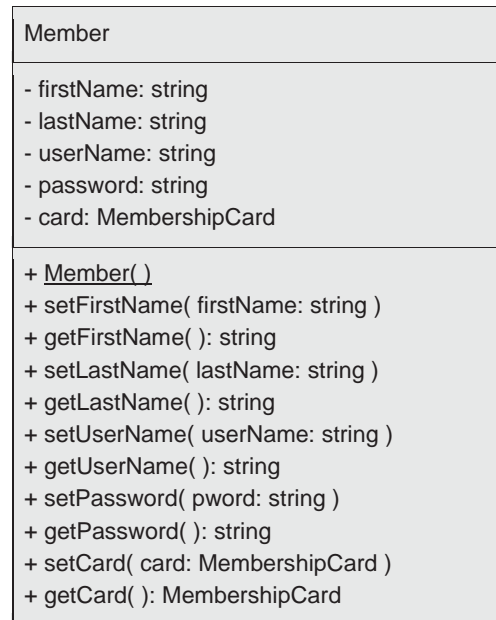 Member
- firstName: string
- lastName: string
- userName: string
- password: string
- card: MembershipCard
+ Member( )
+ setFirstName( firstName: string )
+ getFirstName( ): string
+ setLastName( lastName: string )
+ getLastName( ): string
+ setUserName( userName: string )
+ getUserName( ): string
+ setPassword( pword: string )
+ getPassword( ): string
+ setCard( card: MembershipCard )
+ getCard( ): MembershipCard